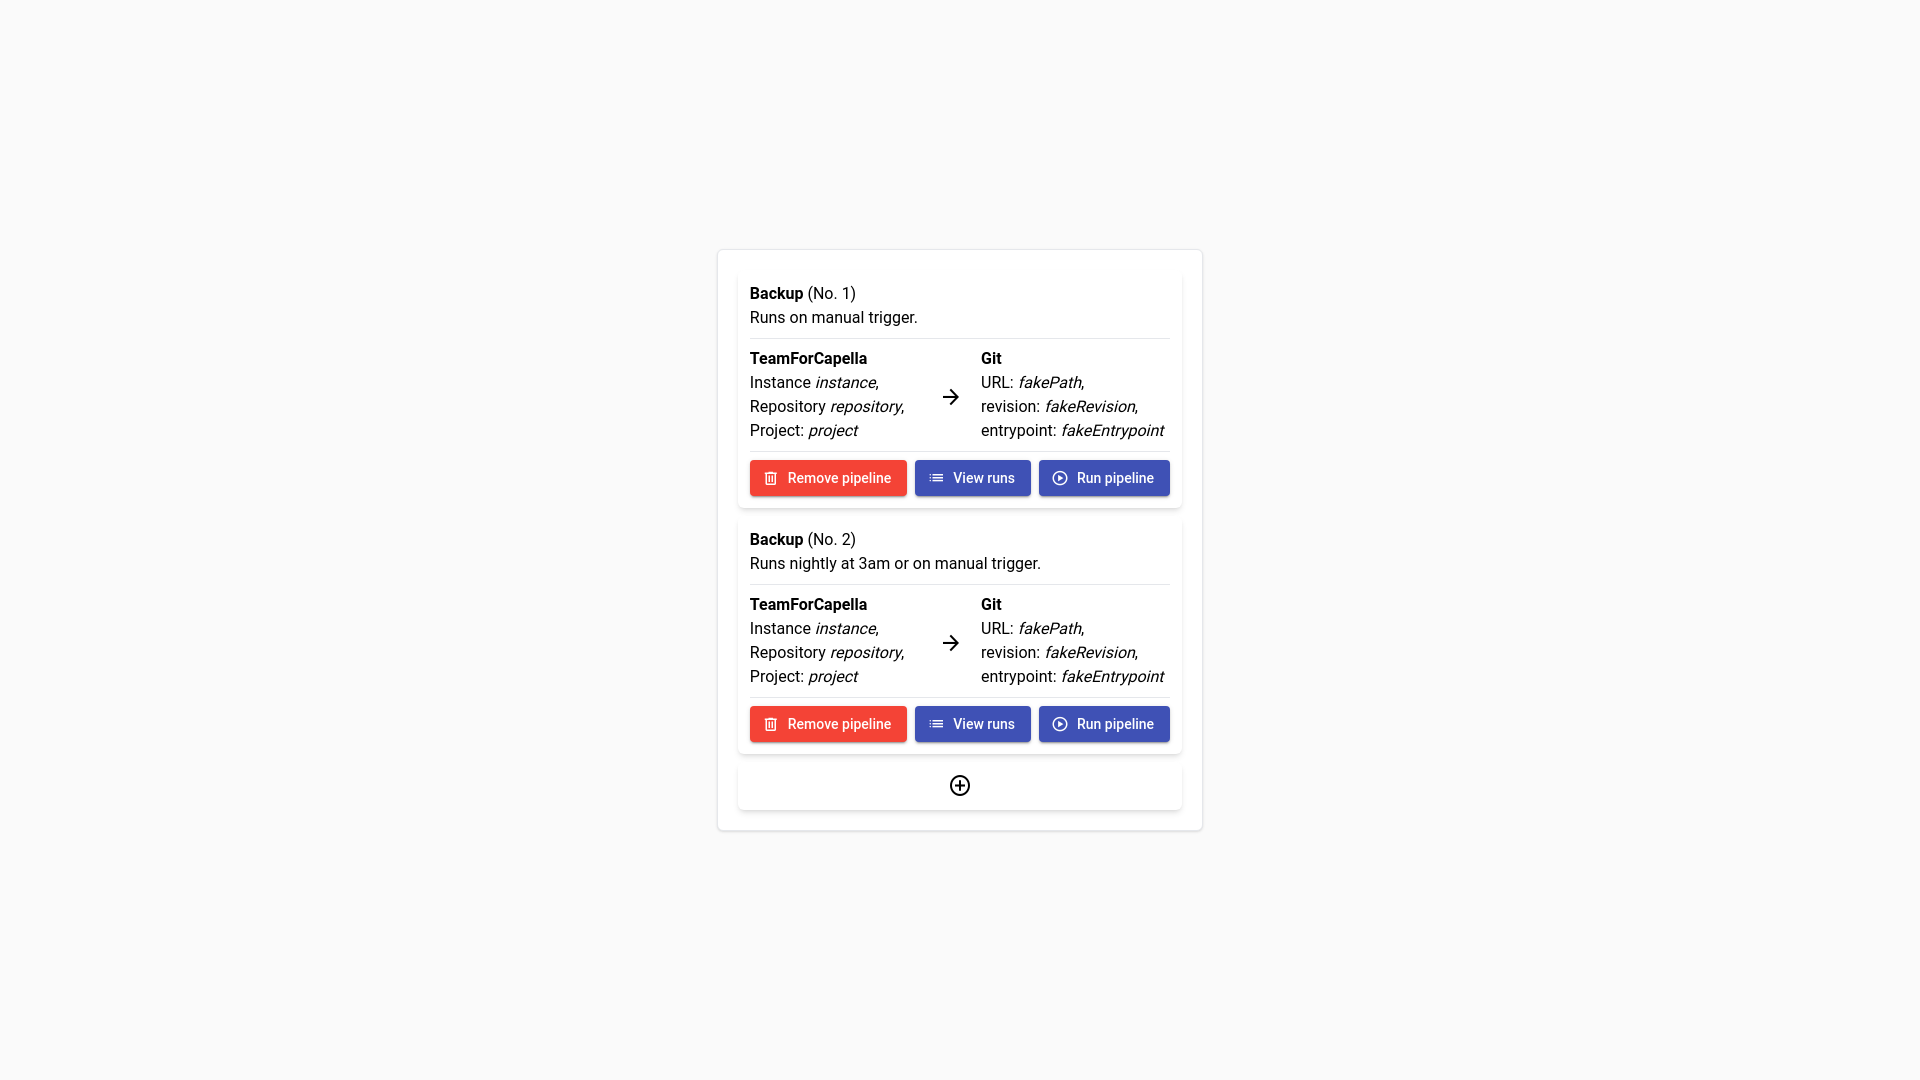 Backup (No. 1)
Runs on manual trigger.
TeamForCapella
Instance instance,
Repository repository,
Project: project
Git
URL: fakePath,
revision: fakeRevision,
entrypoint: fakeEntrypoint
Remove pipeline
View runs
Run pipeline
Backup (No. 2)
Runs nightly at 3am or on manual trigger.
TeamForCapella
Instance instance,
Repository repository,
Project: project
Git
URL: fakePath,
revision: fakeRevision,
entrypoint: fakeEntrypoint
Remove pipeline
View runs
Run pipeline